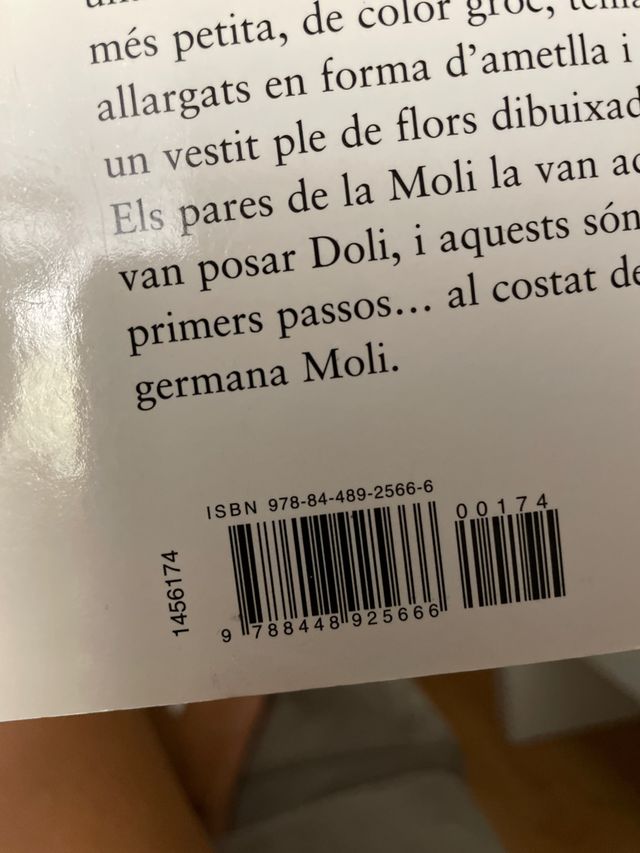 més petita, de color groc,
allargats en forma d'ametlla i
un vestit ple de flors
Els pares de la Moli la van
van posar Doli, i aquests són
primers passos... al costat
germana Moli.
ISBN 978-84-489-2566-6
00174
1456174
9 788448 925666